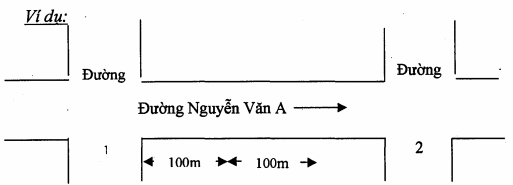 Ví dụ:
Đường
Đường
Đường Nguyễn Văn A
1
2
100m
100m